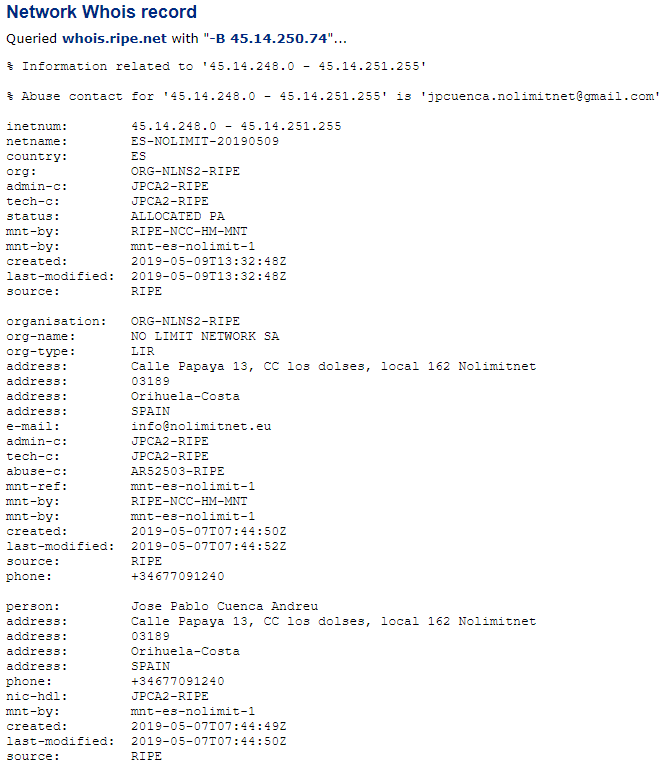 Network Whois record
Queried whois.ripe.net with "-B 45.14.250.74"...
% Information related to '45.14.248.0 - 45.14.251.255'
% Abuse contact for '45.14.248.0 - 45.14.251.255' is 'jpcuenca.nolimitnet@gmail.com'
inetnum: 45.14.248.0 - 45.14.251.255
netname: ES-NOLIMIT-20190509
country: ES
org: ORG-NLNS2-RIPE
admin-c: JPCA2-RIPE
tech-c: JPCA2-RIPE
status: ALLOCATED PA
mnt-by: RIPE-NCC-HM-MNT
mnt-by: mnt-es-nolimit-1
created: 2019-05-09T13:32:48Z
last-modified: 2019-05-09T13:32:48Z
source: RIPE
organisation: ORG-NLNS2-RIPE
org-name: NO LIMIT NETWORK SA
org-type: LIR
address: Calle Papaya 13, CC los dolses, local 162 Nolimitnet
address: 03189
address: Orihuela-Costa
address: SPAIN
e-mail: info@nolimitnet.eu
admin-c: JPCA2-RIPE
tech-c: JPCA2-RIPE
abuse-c: AR52503-RIPE
mnt-ref: mnt-es-nolimit-1
mnt-by: RIPE-NCC-HM-MNT
mnt-by: mnt-es-nolimit-1
created: 2019-05-07T07:44:50Z
last-modified: 2019-05-07T07:44:52Z
source: RIPE
phone: +34677091240
person: Jose Pablo Cuenca Andreu
address: Calle Papaya 13, CC los dolses, local 162 Nolimitnet
address: 03189
address: Orihuela-Costa
address: SPAIN
phone: +34677091240
nic-hdl: JPCA2-RIPE
mnt-by: mnt-es-nolimit-1
created: 2019-05-07T07:44:49Z
last-modified: 2019-05-07T07:44:50Z
source: RIPE